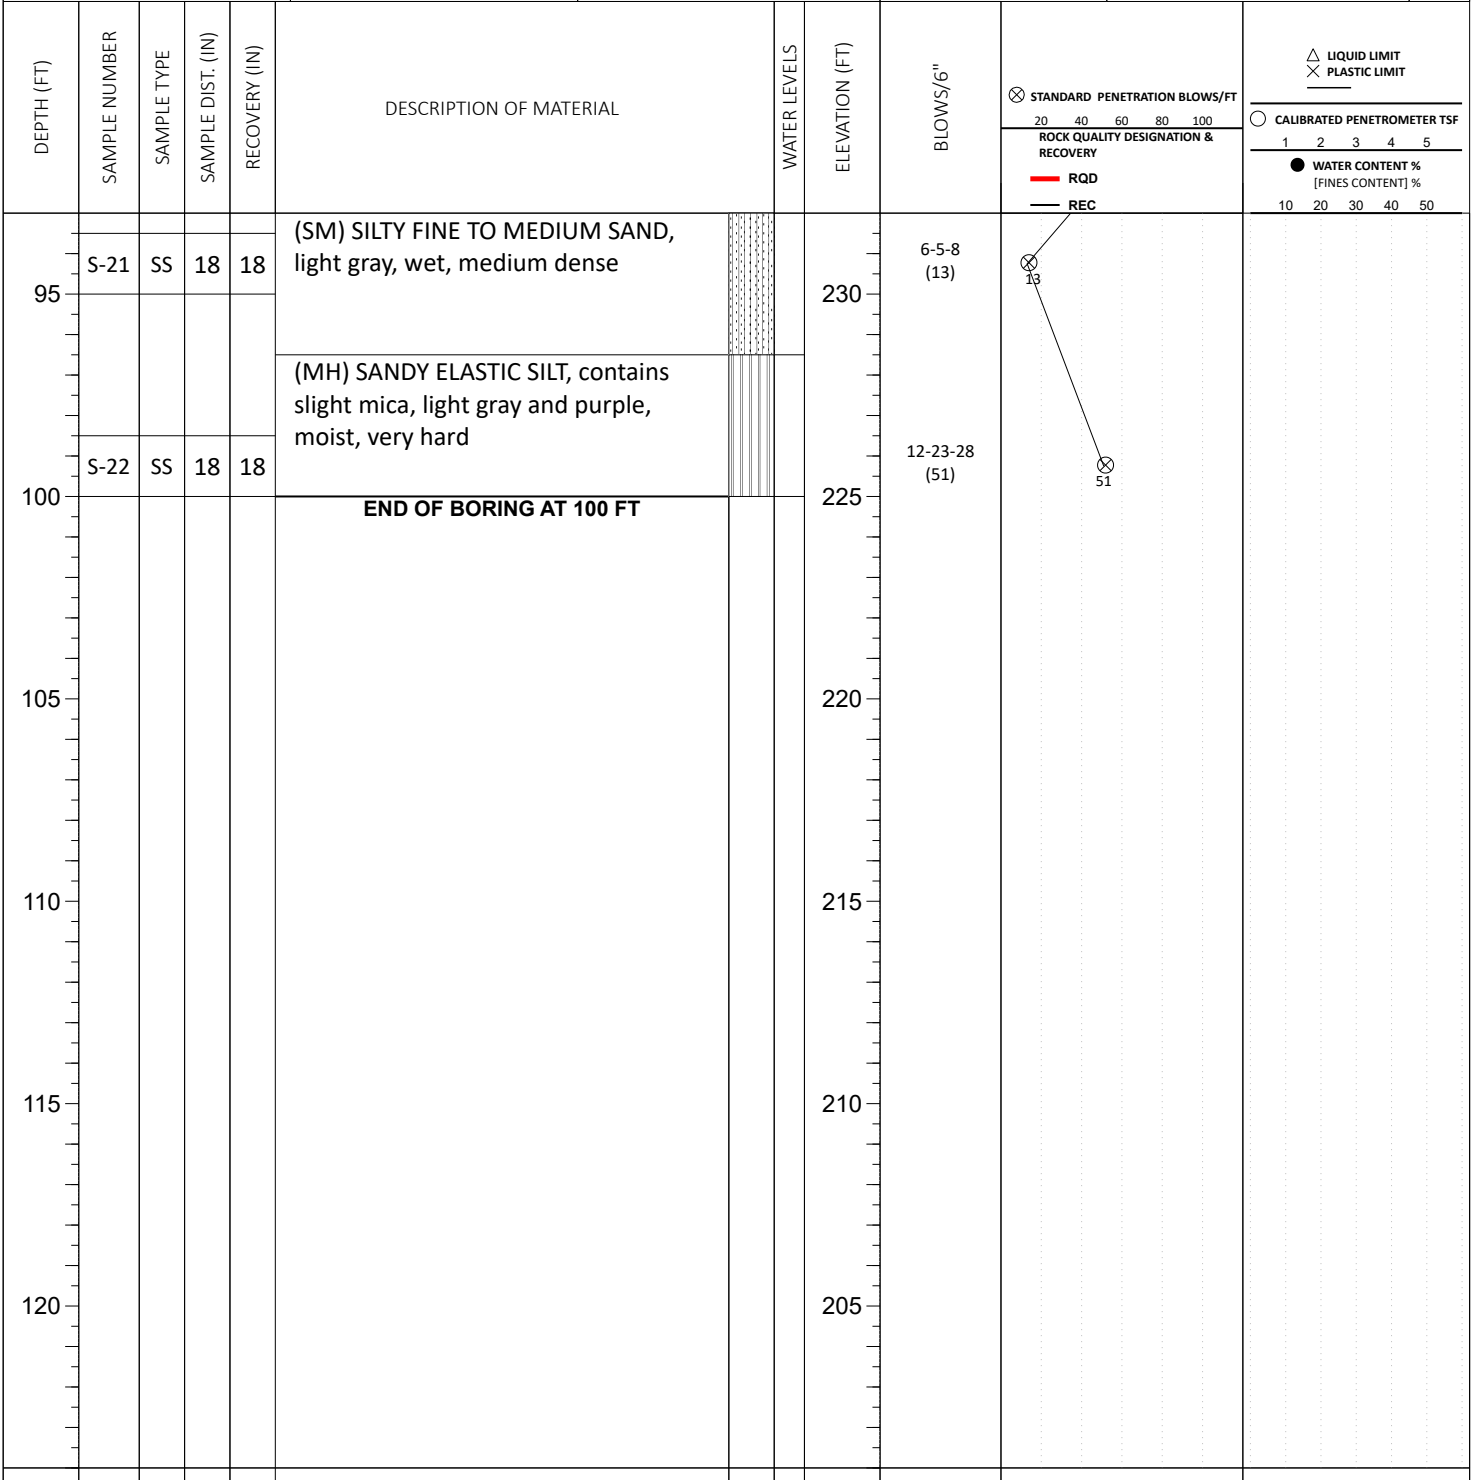 DEPTH (FT)
SAMPLE NUMBER
SAMPLE TYPE
SAMPLE DIST. (IN)
RECOVERY (IN)
DESCRIPTION OF MATERIAL
WATER LEVELS
ELEVATION (FT)
BLOWS/6"
STANDARD PENETRATION BLOWS/FT
20 40 60 80 100
ROCK QUALITY DESIGNATION &
RECOVERY
RQD
REC
LIQUID LIMIT
PLASTIC LIMIT
CALIBRATED PENETROMETER TSF
1 2 3 4 5
WATER CONTENT %
[FINES CONTENT] %
10 20 30 40 50
(SM) SILTY FINE TO MEDIUM SAND,
light gray, wet, medium dense
S-21 SS 18 18
6-5-8
(13)
13
95
230
(MH) SANDY ELASTIC SILT, contains
slight mica, light gray and purple,
moist, very hard
S-22 SS 18 18
12-23-28
(51)
51
100
225
END OF BORING AT 100 FT
105
220
110
215
115
210
120
205